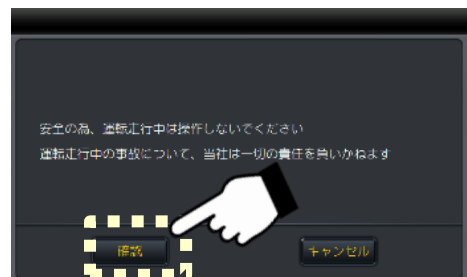 安全の為、運転走行中は操作しないでください
運転走行中の事故について、当社は一切の責任を負いかねます
確認
キャンセル